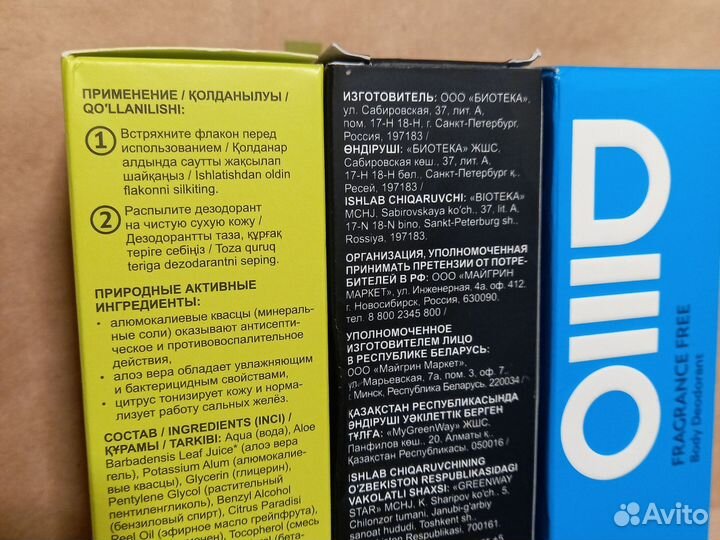 ПРИМЕНЕНИЕ / ҚОЛДАНЫЛУЫ /
QO'LLANILISHI:
1 Встряхните флакон перед
использованием / Қолданар
алдында саутты жақсылап
шайқаңыз / Ishlatishdan oldin
flakonni silkiting.
2 Распылите дезодорант
на чистую сухую кожу /
Дезодорантты таза, құрғақ
теріге себіңіз / Toza quruq
teriga dezodarantni seping.
ПРИРОДНЫЕ АКТИВНЫЕ
ИНГРЕДИЕНТЫ:
• алюмокалиевые квасцы (минераль-
ные соли) оказывают антисепти-
ческое и противовоспалительное
действия,
• алоэ вера обладает увлажняющим
и бактерицидным свойствами,
• цитрус тонизирует кожу и норма-
лизует работу сальных желёз.
СОСТАВ / INGREDIENTS (INCI) /
ҚҰРАМЫ / TARKIBI: Aqua (вода), Aloe
Barbadensis Leaf Juice* (алоэ вера
гель), Potassium Alum (алюмокалие-
вые квасцы), Glycerin (глицерин),
Pentylene Glycol (растительный
пентиленгликоль), Benzyl Alcohol
(бензиловый спирт), Citrus Paradisi
Peel Oil (эфирное масло грейпфрута),
Tocopherol (смесь
ИЗГОТОВИТЕЛЬ: ООО «БИОТЕКА»,
ул. Сабировская, 37, лит. А,
пом. 17-Н 18-Н, г. Санкт-Петербург,
Россия, 197183 /
ӨНДІРУШІ: «БИОТЕКА» ЖШС,
Сабировская көш., 37, лит. А,
17-Н 18-Н бөл., Санкт-Петербург қ.,
Ресей, 197183 /
ISHLAB CHIQARUVCHI: «BIOTEKA»
MCHJ, Sabirovskaya ko'ch., 37, lit. A,
17-N 18-N bino, Sankt-Peterburg sh.,
Rossiya, 197183.
ОРГАНИЗАЦИЯ, УПОЛНОМОЧЕННАЯ
ПРИНИМАТЬ ПРЕТЕНЗИИ ОТ ПОТРЕ-
БИТЕЛЕЙ В РФ: ООО «МАЙГРИН
МАРКЕТ», ул. Инженерная, 4а, оф. 412,
г. Новосибирск, Россия, 630090.
тел. 8 800 2345 800 /
УПОЛНОМОЧЕННОЕ
ИЗГОТОВИТЕЛЕМ ЛИЦО
В РЕСПУБЛИКЕ БЕЛАРУСЬ:
ООО «Майгрин Маркет»,
ул. Марьевская, 7а, пом. 3, оф. 7,
г. Минск, Республика Беларусь, 220034 /
ҚАЗАҚСТАН РЕСПУБЛИКАСЫНДА
ӨНДІРУШІ УӘКІЛЕТТІК БЕРГЕН
ТҰЛҒА: «MyGreenWay» ЖШС,
Панфилов көш., 20, Алматы қ.,
Қазақстан Республикасы, 050016 /
ISHLAB CHIQARUVCHINING
O'ZBEKISTON RESPUBLIKASIDAGI
VAKOLATLI SHAXSI: «GREENWAY
STAR» MCHJ, K. Sharipov ko'ch., 5,
Chilonzor tumani, Janubi-g'arbiy
sanoat hududi, Toshkent sh.,
O'zbekiston Respublikasi, 700161.
DEO
FRAGRANCE FREE
Body Deodorant
Avito